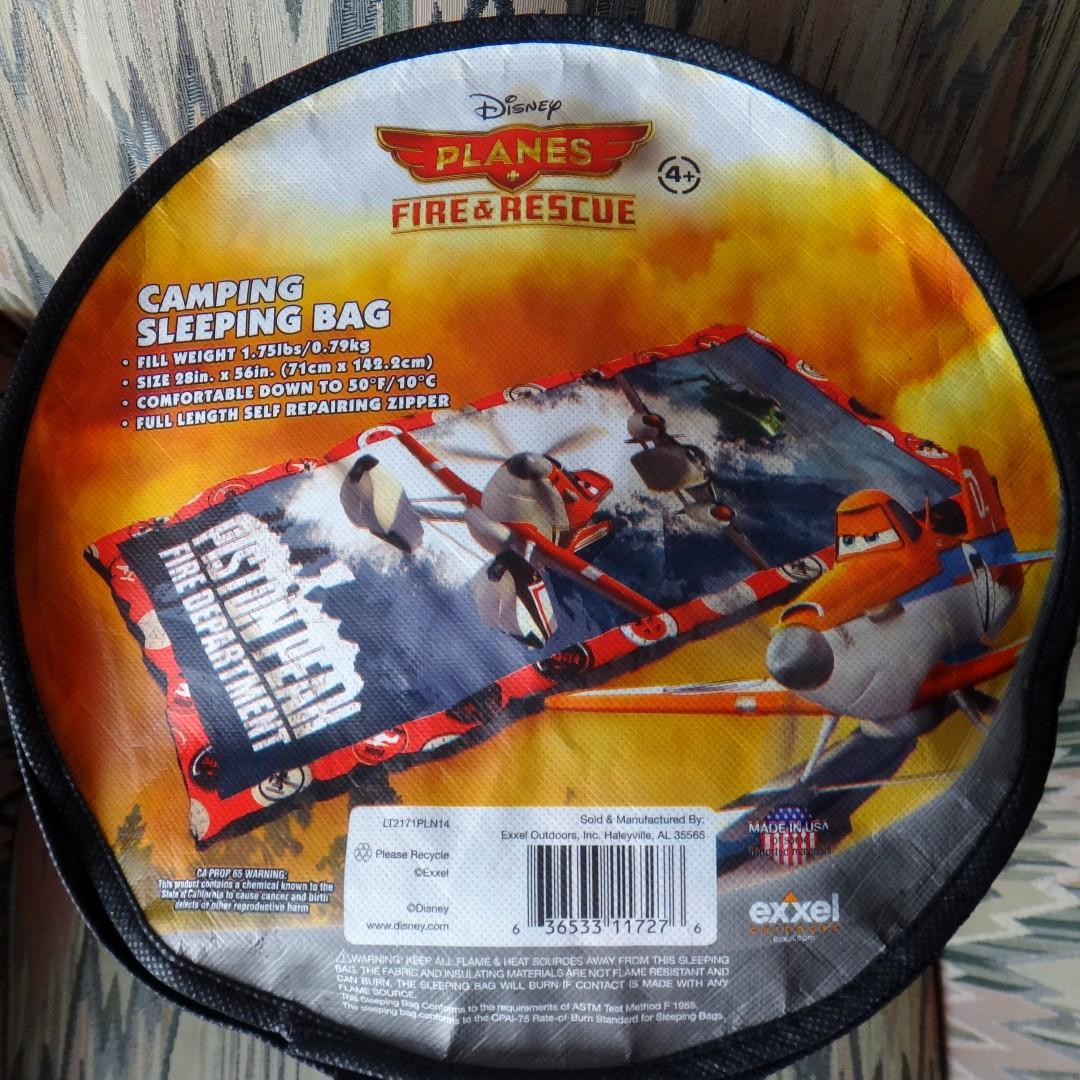 Disney
PLANES
FIRE & RESCUE
4+
CAMPING
SLEEPING BAG
• FILL WEIGHT 1.75lbs/0.79kg
• SIZE 28in. x 56in. (71cm x 142.2cm)
• COMFORTABLE DOWN TO 50°F/10°C
• FULL LENGTH SELF REPAIRING ZIPPER
PISTON PEAK
FIRE DEPARTMENT
LT2171PLN14
Please Recycle
©Exxel
©Disney
www.disney.com
Sold & Manufactured By:
Exxel Outdoors, Inc. Haleyville, AL 35565
6 36533 11727 6
MADE IN USA
imported materials
exxel
OUTDOORS
exxel.com
CA PROP 65 WARNING:
This product contains a chemical known to the
State of California to cause cancer and birth
defects or other reproductive harm
⚠WARNING: KEEP ALL FLAME & HEAT SOURCES AWAY FROM THIS SLEEPING
BAG. THE FABRIC AND INSULATING MATERIALS ARE NOT FLAME RESISTANT AND
CAN BURN. THE SLEEPING BAG WILL BURN IF CONTACT IS MADE WITH ANY
FLAME SOURCE.
This Sleeping Bag Conforms to the requirements of ASTM Test Method F 1955.
The sleeping bag conforms to the CPAI-75 Rate-of-Burn Standard for Sleeping Bags.